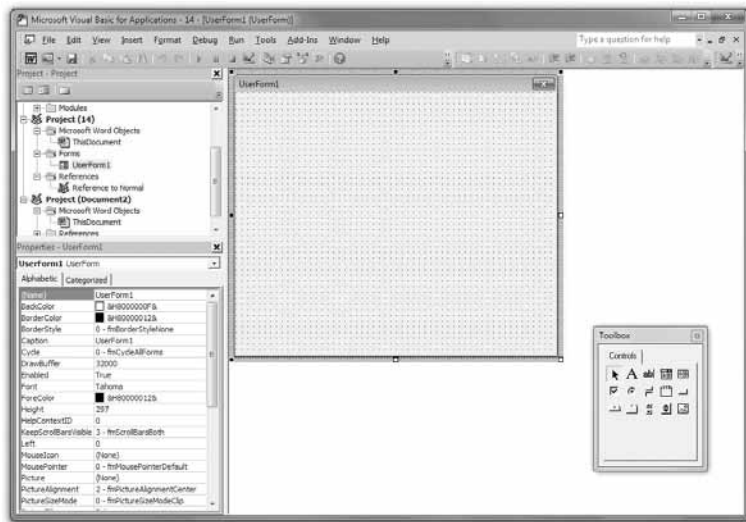 Microsoft Visual Basic for Applications - 14 - [UserForm1 (UserForm)]
File Edit View Insert Format Debug Run Tools Add-Ins Window Help
Type a question for help
Project - Project
Modules
Project (14)
Microsoft Word Objects
ThisDocument
Forms
UserForm1
References
Reference to Normal
Project (Document2)
Microsoft Word Objects
ThisDocument
References
Properties - UserForm1
UserForm1 UserForm
Alphabetic Categorized
(Name) UserForm1
BackColor &H8000000F&
BorderColor &H80000012&
BorderStyle 0 - fmBorderStyleNone
Caption UserForm1
Cycle 0 - fmCycleAllForms
DrawBuffer 32000
Enabled True
Font Tahoma
ForeColor &H80000012&
Height 297
HelpContextID 0
KeepScrollBarsVisible 3 - fmScrollBarsBoth
Left 0
MouseIcon (None)
MousePointer 0 - fmMousePointerDefault
Picture (None)
PictureAlignment 2 - fmPictureAlignmentCenter
PictureSizeMode 0 - fmPictureSizeModeClip
UserForm1
Toolbox
Controls
A abl